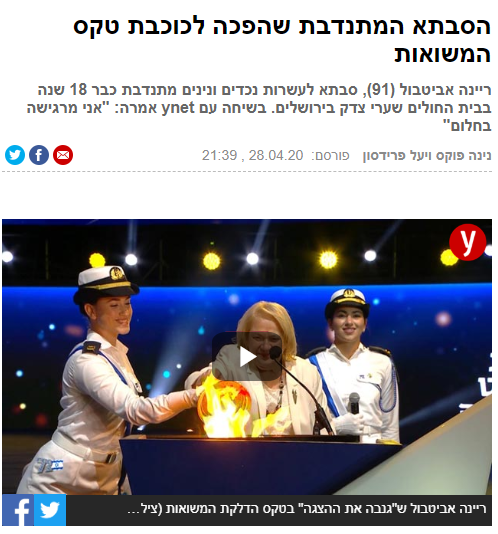 הסבתא המתנדבת שהפכה לכוכבת טקס
המשואות
ריינה אביטבול (91), סבתא לעשרות נכדים ונינים מתנדבת כבר 18 שנה
בבית החולים שערי צדק בירושלים. בשיחה עם ynet אמרה: "אני מרגישה
בחלום"
נינה פוקס ויעל פרידסון פורסם: 28.04.20 , 21:39
y
ריינה אביטבול ש"גנבה את ההצגה" בטקס הדלקת המשואות (ציל...